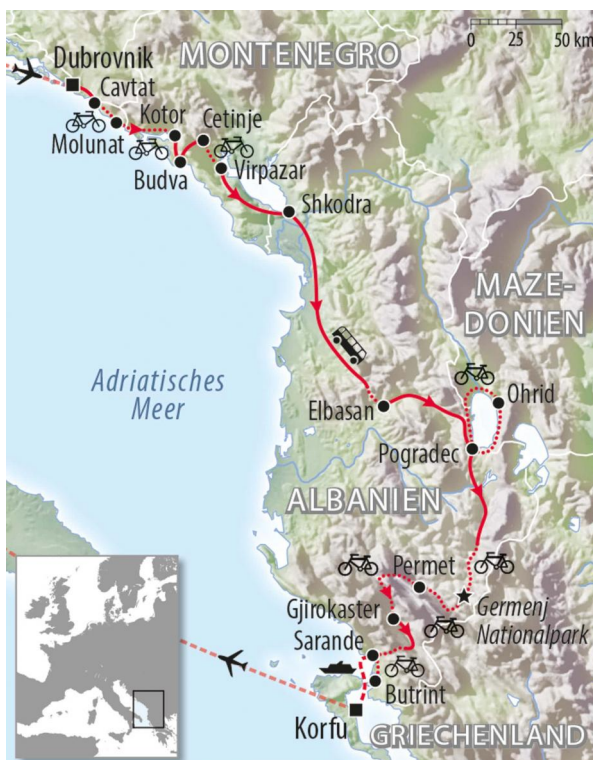 MONTENEGRO
0 25 50 km
Dubrovnik
Cavtat
Kotor
Cetinje
Molunat
Budva
Virpazar
Shkodra
MAZE-
DONIEN
Adriatisches
Meer
Ohrid
Elbasan
Pogradec
ALBANIEN
Permet
Gjirokaster
Germenj
Nationalpark
Sarande
Butrint
Korfu
GRIECHENLAND